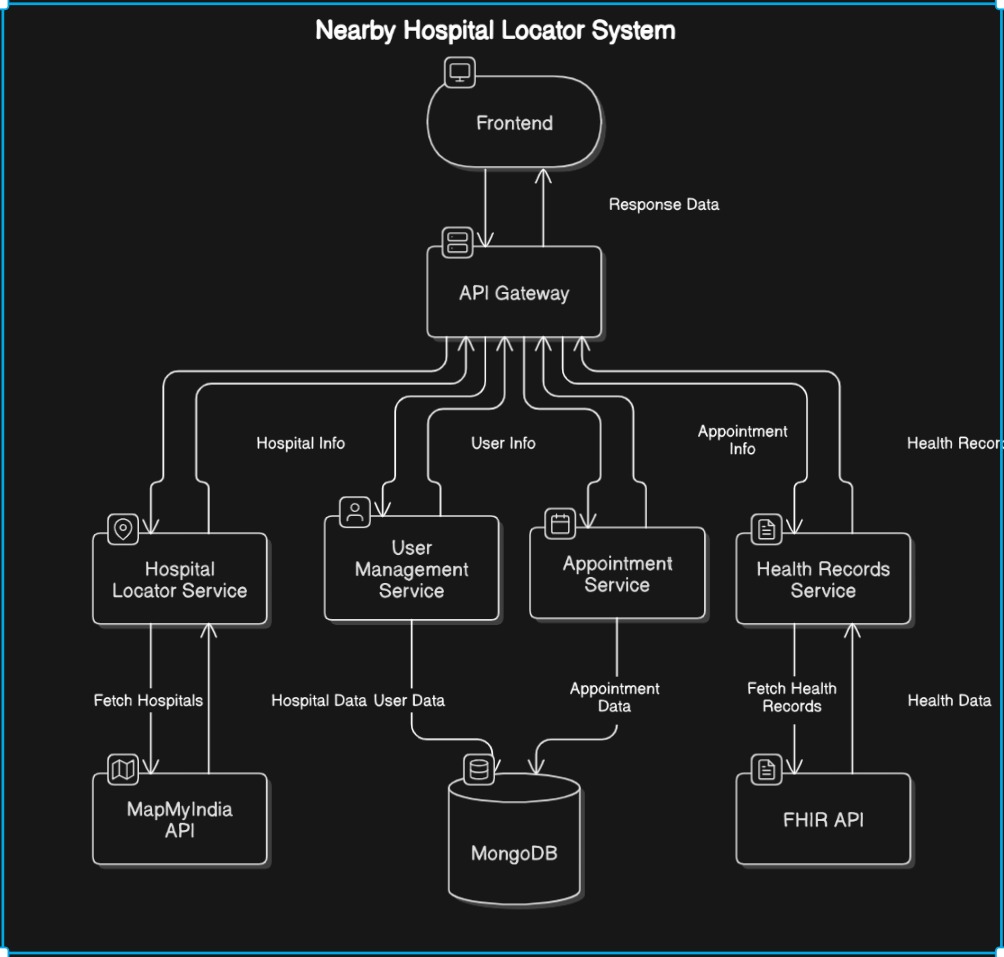 Nearby Hospital Locator System
Frontend
Response Data
API Gateway
Hospital Info
User Info
Appointment
Info
Health Recor
Hospital
Locator Service
User
Management
Service
Appointment
Service
Health Records
Service
Fetch Hospitals
Hospital Data
User Data
Appointment
Data
Fetch Health
Records
Health Data
MapMyIndia
API
MongoDB
FHIR API